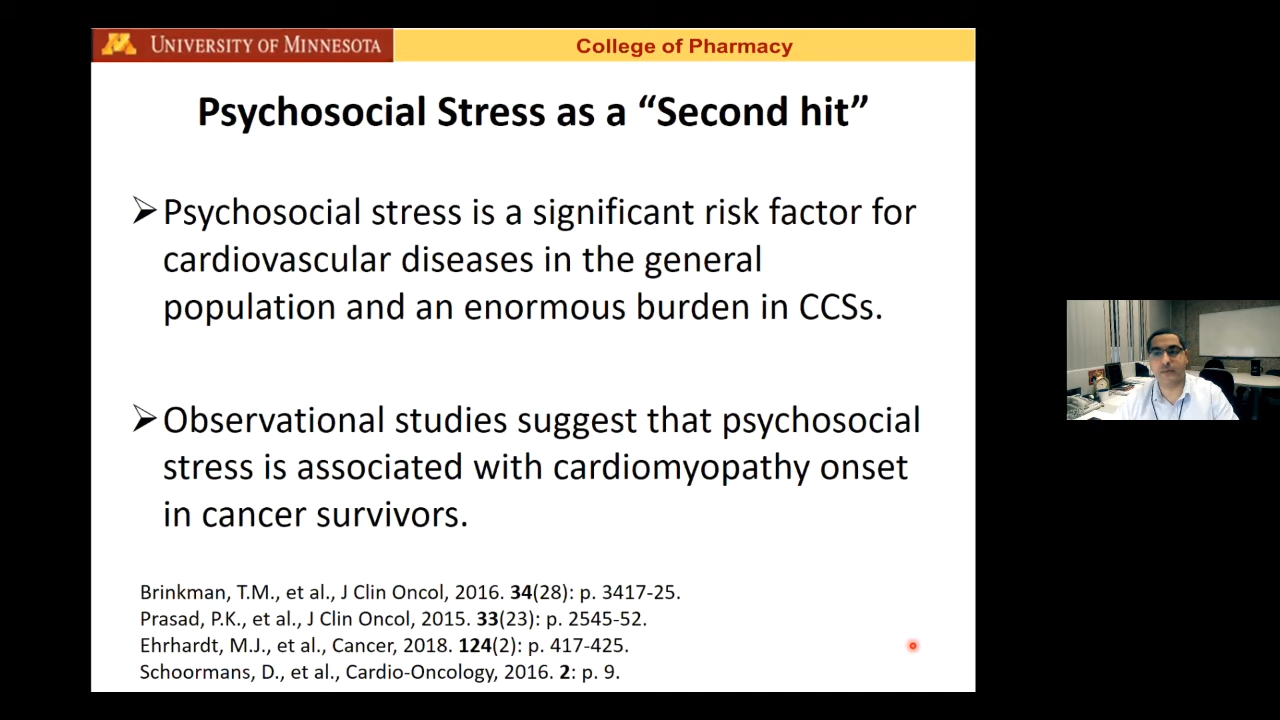 UNIVERSITY OF MINNESOTA
College of Pharmacy
Psychosocial Stress as a “Second hit”
Psychosocial stress is a significant risk factor for
cardiovascular diseases in the general
population and an enormous burden in CCSs.
Observational studies suggest that psychosocial
stress is associated with cardiomyopathy onset
in cancer survivors.
Brinkman, T.M., et al., J Clin Oncol, 2016. 34(28): p. 3417-25.
Prasad, P.K., et al., J Clin Oncol, 2015. 33(23): p. 2545-52.
Ehrhardt, M.J., et al., Cancer, 2018. 124(2): p. 417-425.
Schoormans, D., et al., Cardio-Oncology, 2016. 2: p. 9.